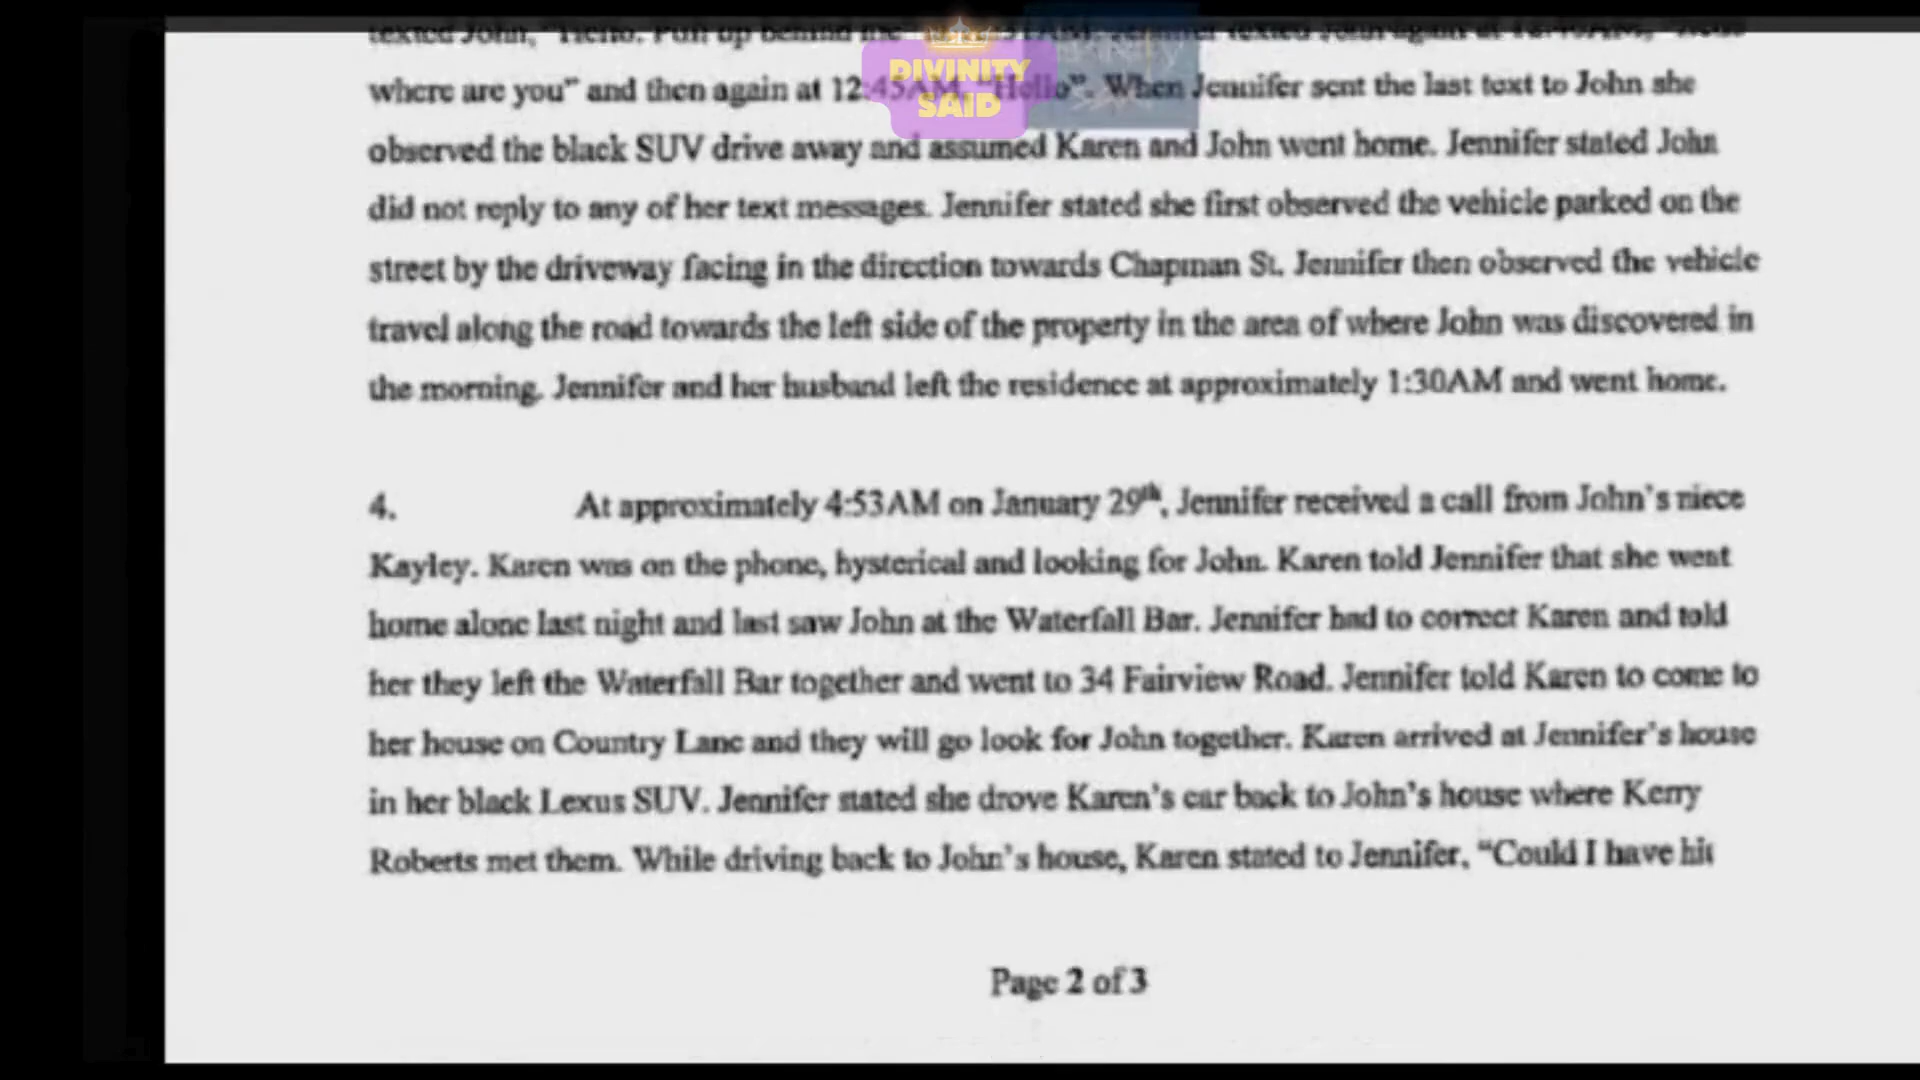 texted John, "Hello. Pull up behind me" 31AM. Jennifer texted John again at 12:40AM,
DIVINITY
SAID
where are you" and then again at 12:45AM, "Hello". When Jennifer sent the last text to John she
observed the black SUV drive away and assumed Karen and John went home. Jennifer stated John
did not reply to any of her text messages. Jennifer stated she first observed the vehicle parked on the
street by the driveway facing in the direction towards Chapman St. Jennifer then observed the vehicle
travel along the road towards the left side of the property in the area of where John was discovered in
the morning. Jennifer and her husband left the residence at approximately 1:30AM and went home.
4. At approximately 4:53AM on January 29th, Jennifer received a call from John's niece
Kayley. Karen was on the phone, hysterical and looking for John. Karen told Jennifer that she went
home alone last night and last saw John at the Waterfall Bar. Jennifer had to correct Karen and told
her they left the Waterfall Bar together and went to 34 Fairview Road. Jennifer told Karen to come to
her house on Country Lane and they will go look for John together. Karen arrived at Jennifer's house
in her black Lexus SUV. Jennifer stated she drove Karen's car back to John's house where Kerry
Roberts met them. While driving back to John's house, Karen stated to Jennifer, "Could I have hit
Page 2 of 3